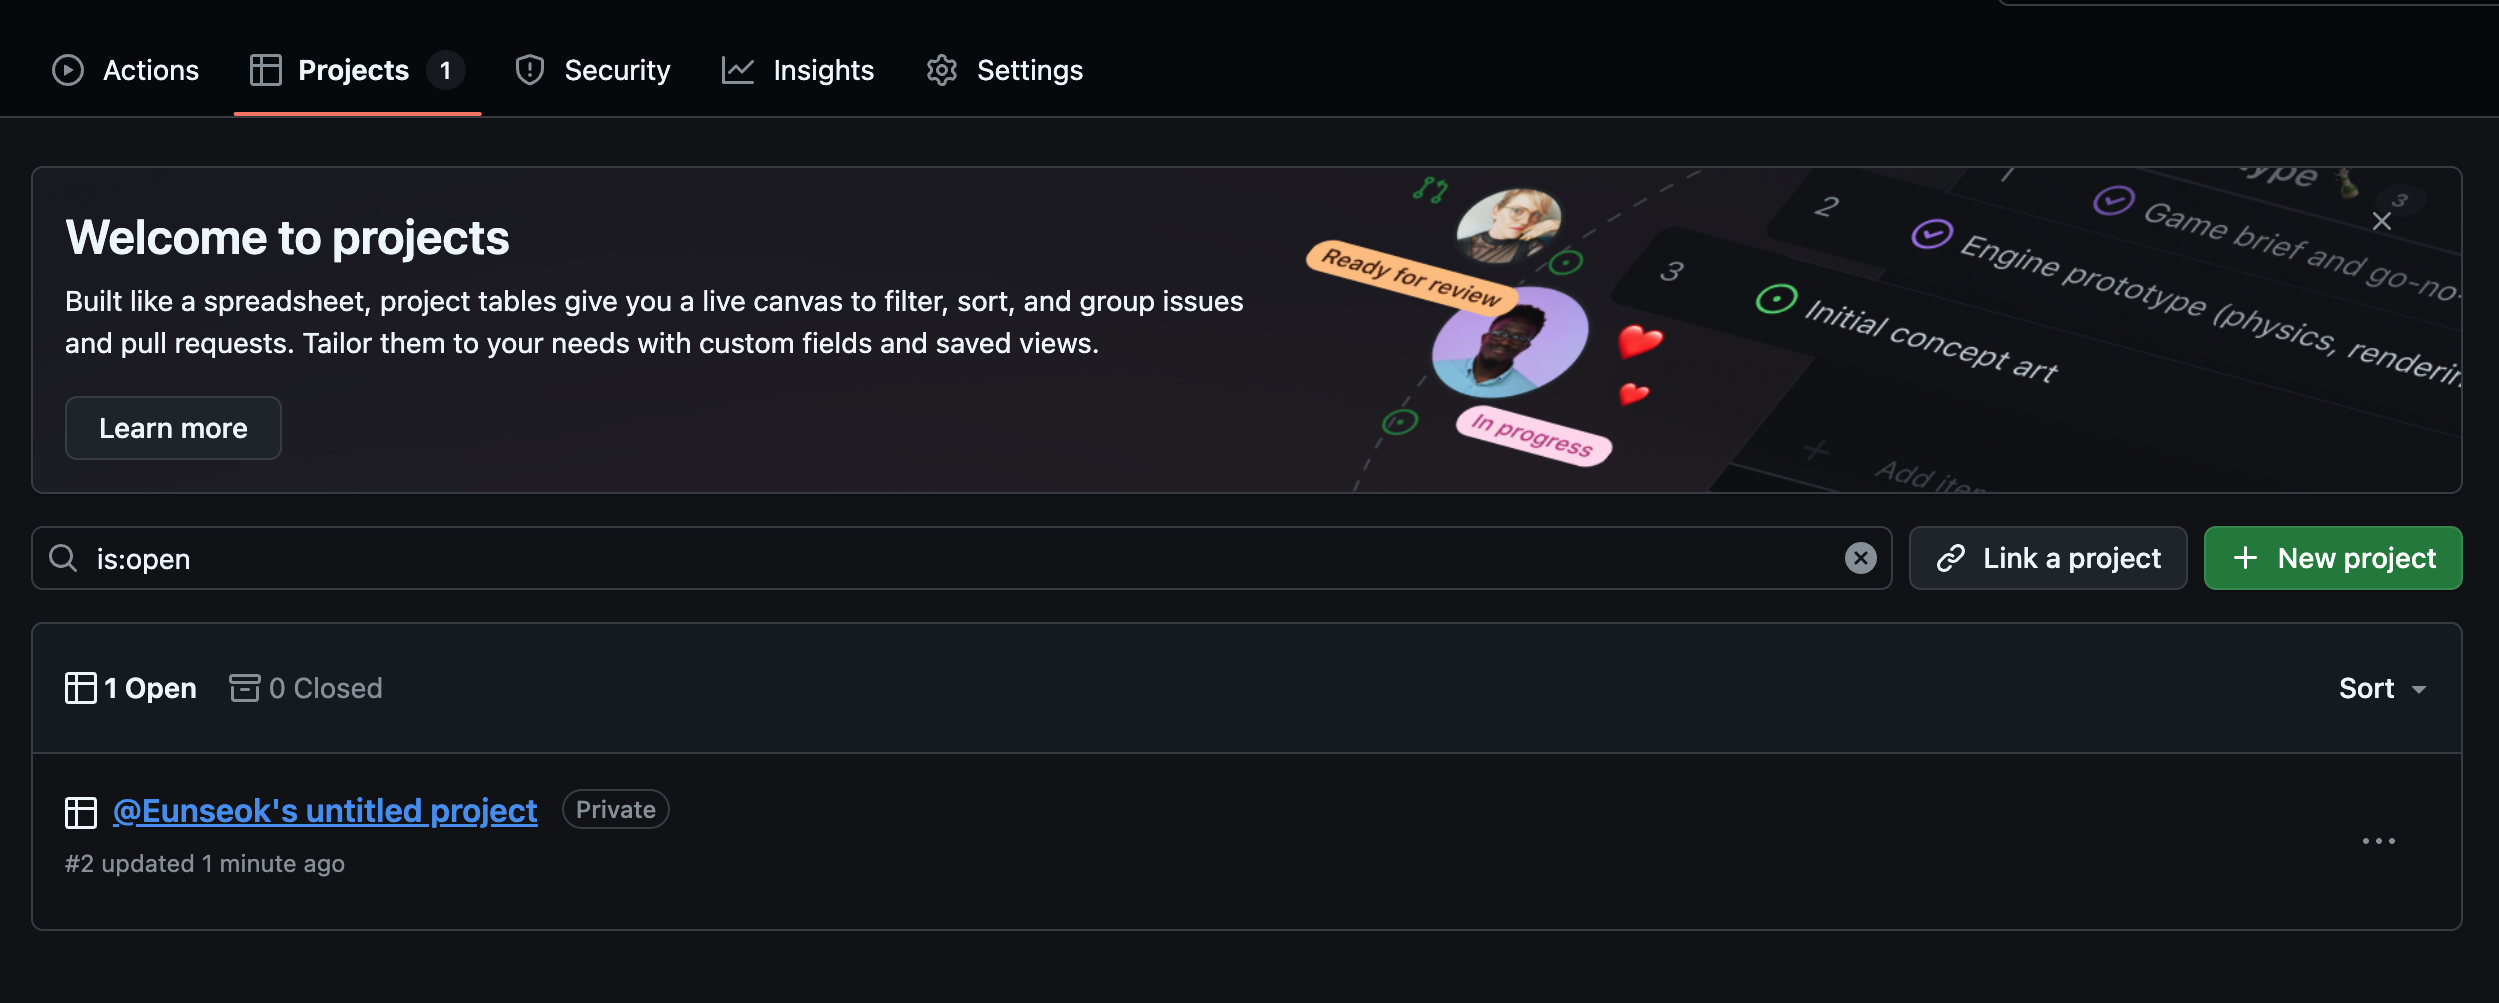 Actions Projects 1 Security Insights Settings
Welcome to projects
Built like a spreadsheet, project tables give you a live canvas to filter, sort, and group issues
and pull requests. Tailor them to your needs with custom fields and saved views.
Learn more
Ready for review
In progress
3
1
Game brief and go-no-
2
Engine prototype (physics, renderin
3
Initial concept art
+ Add item
is:open
Link a project
New project
1 Open 0 Closed
Sort
@Eunseok's untitled project Private
#2 updated 1 minute ago